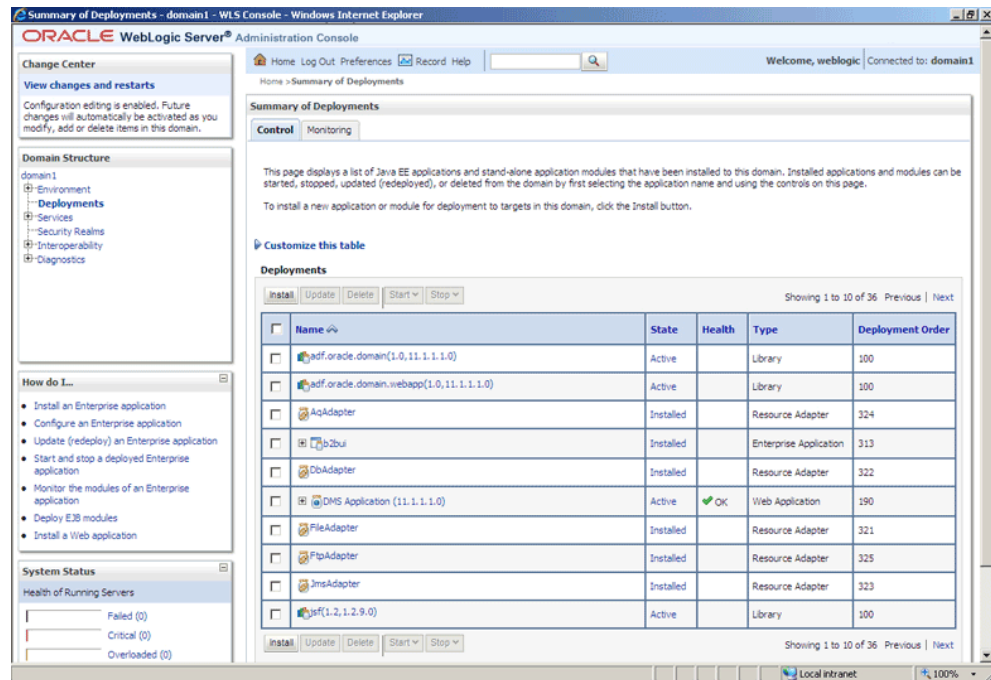 Summary of Deployments - domain1 - WLS Console - Windows Internet Explorer
ORACLE WebLogic Server® Administration Console
Change Center
View changes and restarts
Configuration editing is enabled. Future
changes will automatically be activated as you
modify, add or delete items in this domain.
Domain Structure
domain1
Environment
Deployments
Services
Security Realms
Interoperability
Diagnostics
How do I...
Install an Enterprise application
Configure an Enterprise application
Update (redeploy) an Enterprise application
Start and stop a deployed Enterprise
application
Monitor the modules of an Enterprise
application
Deploy EJB modules
Install a Web application
System Status
Health of Running Servers
Failed (0)
Critical (0)
Overloaded (0)
Home Log Out Preferences Record Help
Welcome, weblogic Connected to: domain1
Home >Summary of Deployments
Summary of Deployments
Control Monitoring
This page displays a list of Java EE applications and stand-alone application modules that have been installed to this domain. Installed applications and modules can be
started, stopped, updated (redeployed), or deleted from the domain by first selecting the application name and using the controls on this page.
To install a new application or module for deployment to targets in this domain, click the Install button.
Customize this table
Deployments
Install Update Delete Start Stop Showing 1 to 10 of 36 Previous | Next
Name State Health Type Deployment Order
adf.oracle.domain(1.0,11.1.1.1.0) Active Library 100
adf.oracle.domain.webapp(1.0,11.1.1.1.0) Active Library 100
AqAdapter Installed Resource Adapter 324
b2bui Installed Enterprise Application 313
DbAdapter Installed Resource Adapter 322
DMS Application (11.1.1.1.0) Active OK Web Application 190
FileAdapter Installed Resource Adapter 321
FtpAdapter Installed Resource Adapter 325
JmsAdapter Installed Resource Adapter 323
jsf(1.2,1.2.9.0) Active Library 100
Install Update Delete Start Stop Showing 1 to 10 of 36 Previous | Next
Local intranet 100%